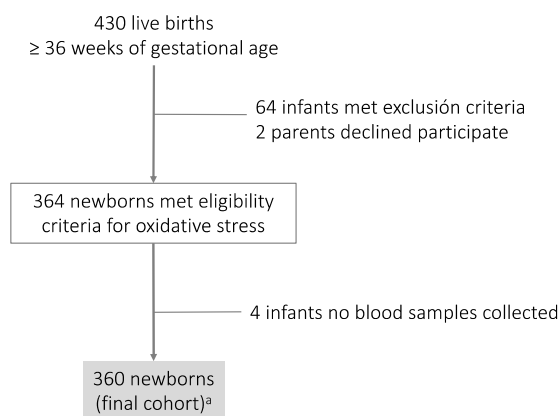 430 live births
≥ 36 weeks of gestational age
64 infants met exclusión criteria
2 parents declined participate
364 newborns met eligibility
criteria for oxidative stress
4 infants no blood samples collected
360 newborns
(final cohort)ᵃ